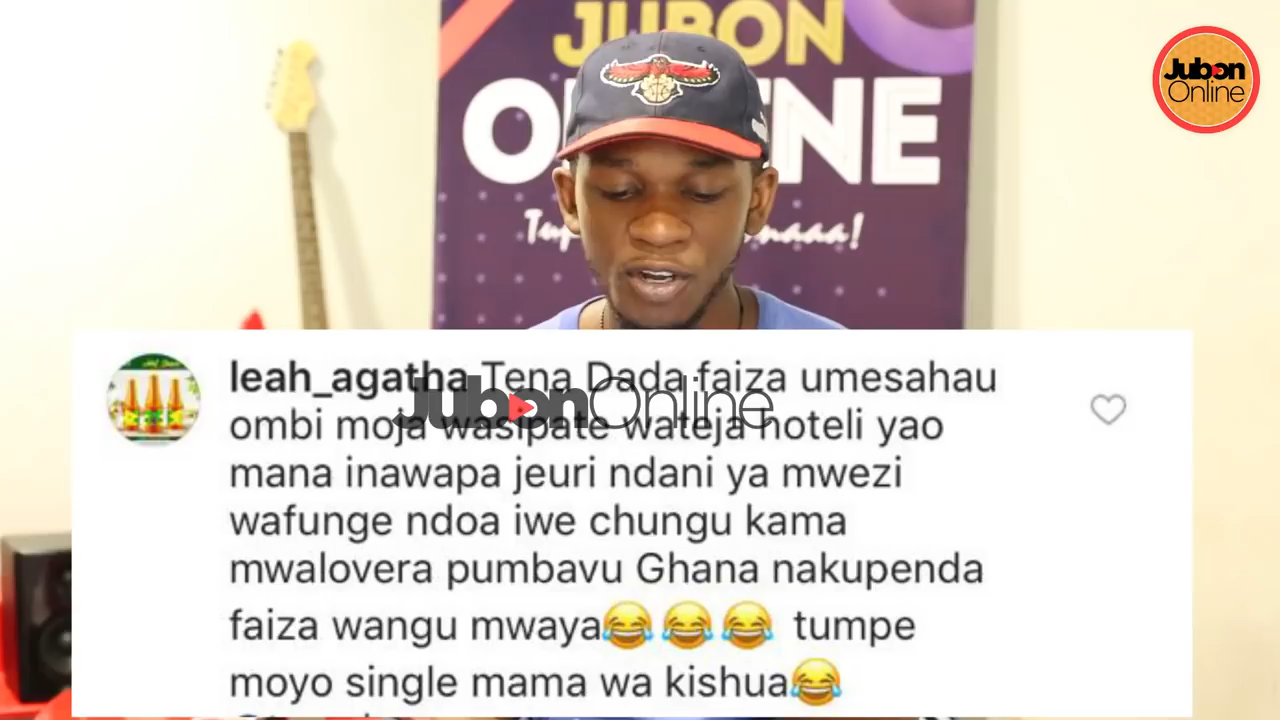 JUBON
O NE
naaa!
Jubon
Online
leah_agatha Tena Dada faiza umesahau
ombi moja wasipate wateja hoteli yao
JubonOnline
mana inawapa jeuri ndani ya mwezi
wafunge ndoa iwe chungu kama
mwalovera pumbavu Ghana nakupenda
faiza wangu mwaya😂😂😂 tumpe
moyo single mama wa kishua😂